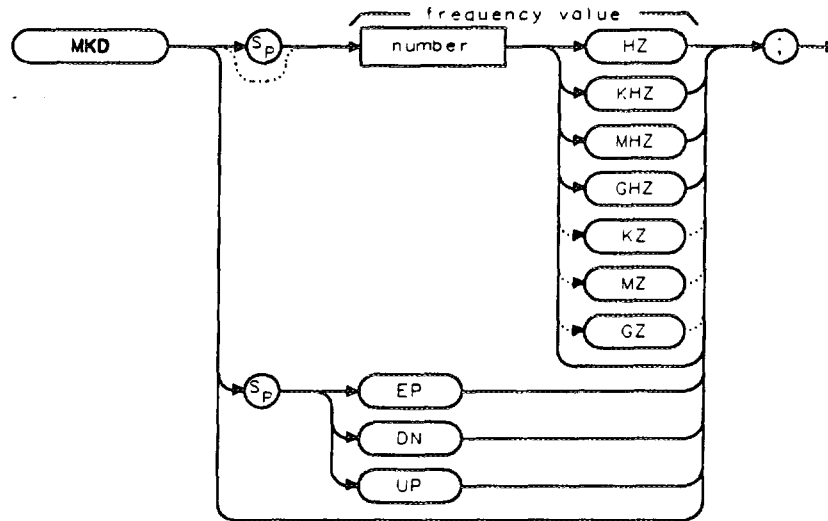 frequency value
MKD SP number HZ ;
KHZ
MHZ
GHZ
KZ
MZ
GZ
SP EP
DN
UP